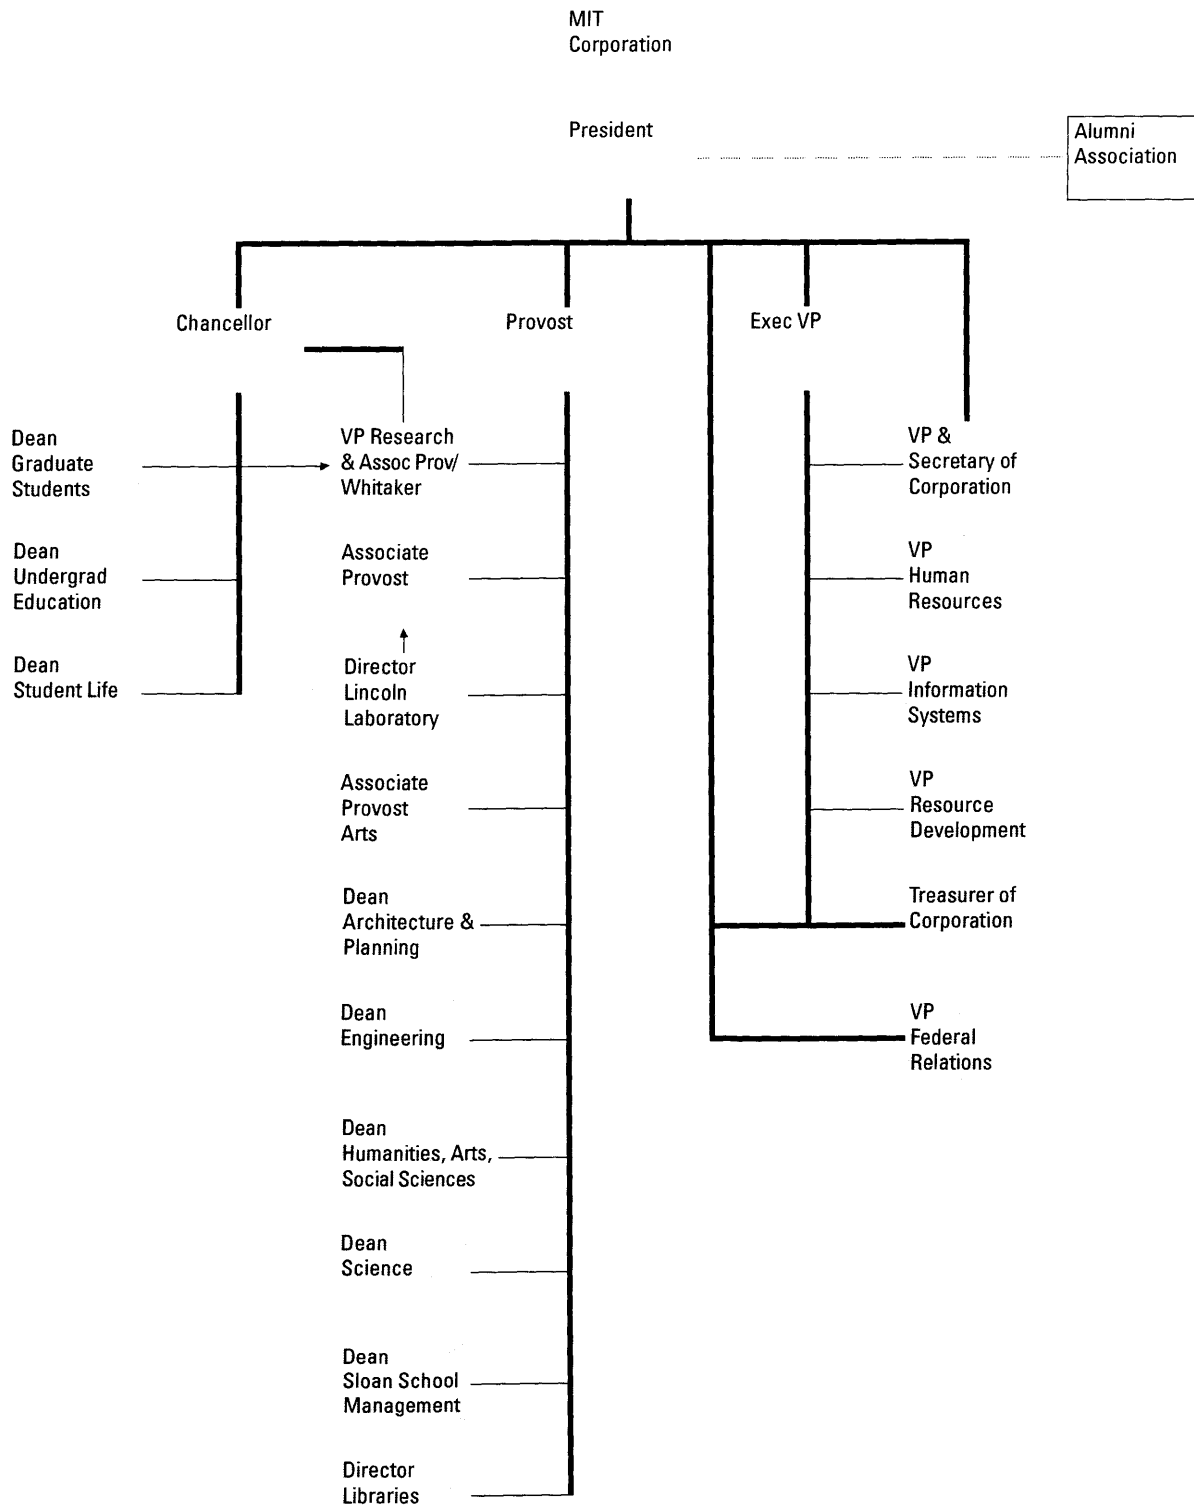 MIT
Corporation
President
Alumni
Association
Chancellor
Provost
Exec VP
Dean
Graduate
Students
Dean
Undergrad
Education
Dean
Student Life
VP Research
& Assoc Prov/
Whitaker
Associate
Provost
Director
Lincoln
Laboratory
Associate
Provost
Arts
Dean
Architecture &
Planning
Dean
Engineering
Dean
Humanities, Arts,
Social Sciences
Dean
Science
Dean
Sloan School
Management
Director
Libraries
VP &
Secretary of
Corporation
VP
Human
Resources
VP
Information
Systems
VP
Resource
Development
Treasurer of
Corporation
VP
Federal
Relations